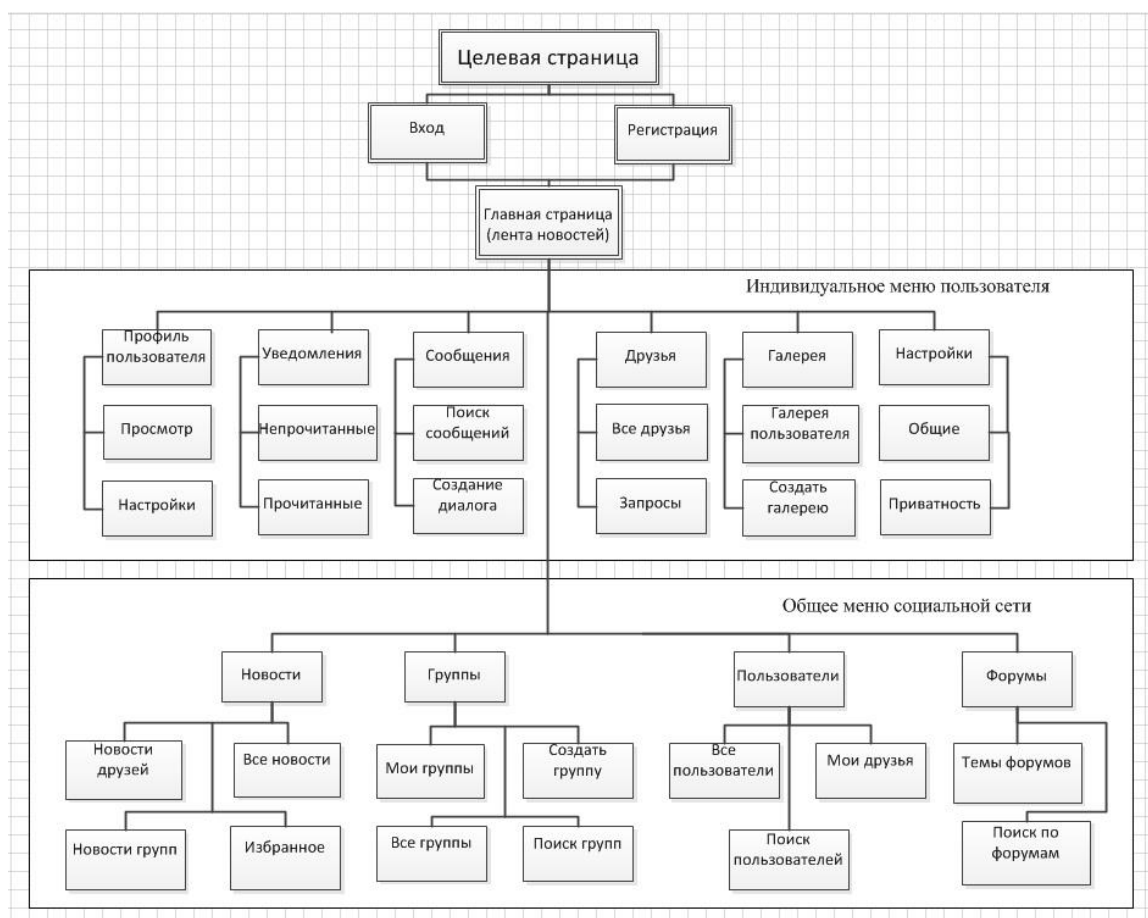 Целевая страница
Вход
Регистрация
Главная страница
(лента новостей)
Индивидуальное меню пользователя
Профиль
пользователя
Уведомления
Сообщения
Друзья
Галерея
Настройки
Просмотр
Непрочитанные
Поиск
сообщений
Все друзья
Галерея
пользователя
Общие
Настройки
Прочитанные
Создание
диалога
Запросы
Создать
галерею
Приватность
Общее меню социальной сети
Новости
Группы
Пользователи
Форумы
Новости
друзей
Все новости
Мои группы
Создать
группу
Все
пользователи
Мои друзья
Темы форумов
Новости групп
Избранное
Все группы
Поиск групп
Поиск
пользователей
Поиск по
форумам